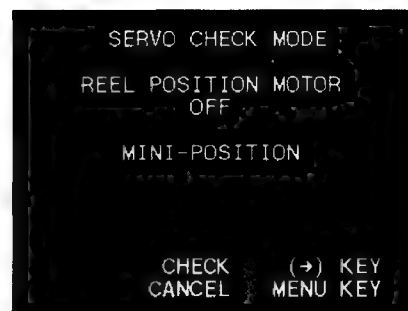 SERVO CHECK MODE
REEL POSITION MOTOR
OFF
MINI-POSITION
CHECK (→) KEY
CANCEL MENU KEY